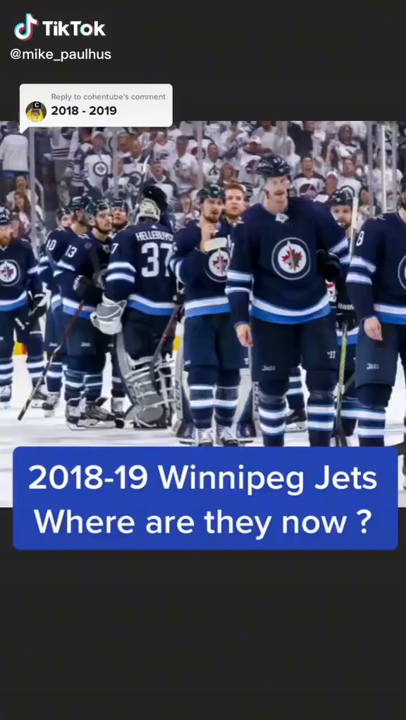 TikTok
@mike_paulhus
Reply to cohentube's comment
2018 - 2019
10
13
HELLEBUYCK
37
2018-19 Winnipeg Jets
Where are they now ?